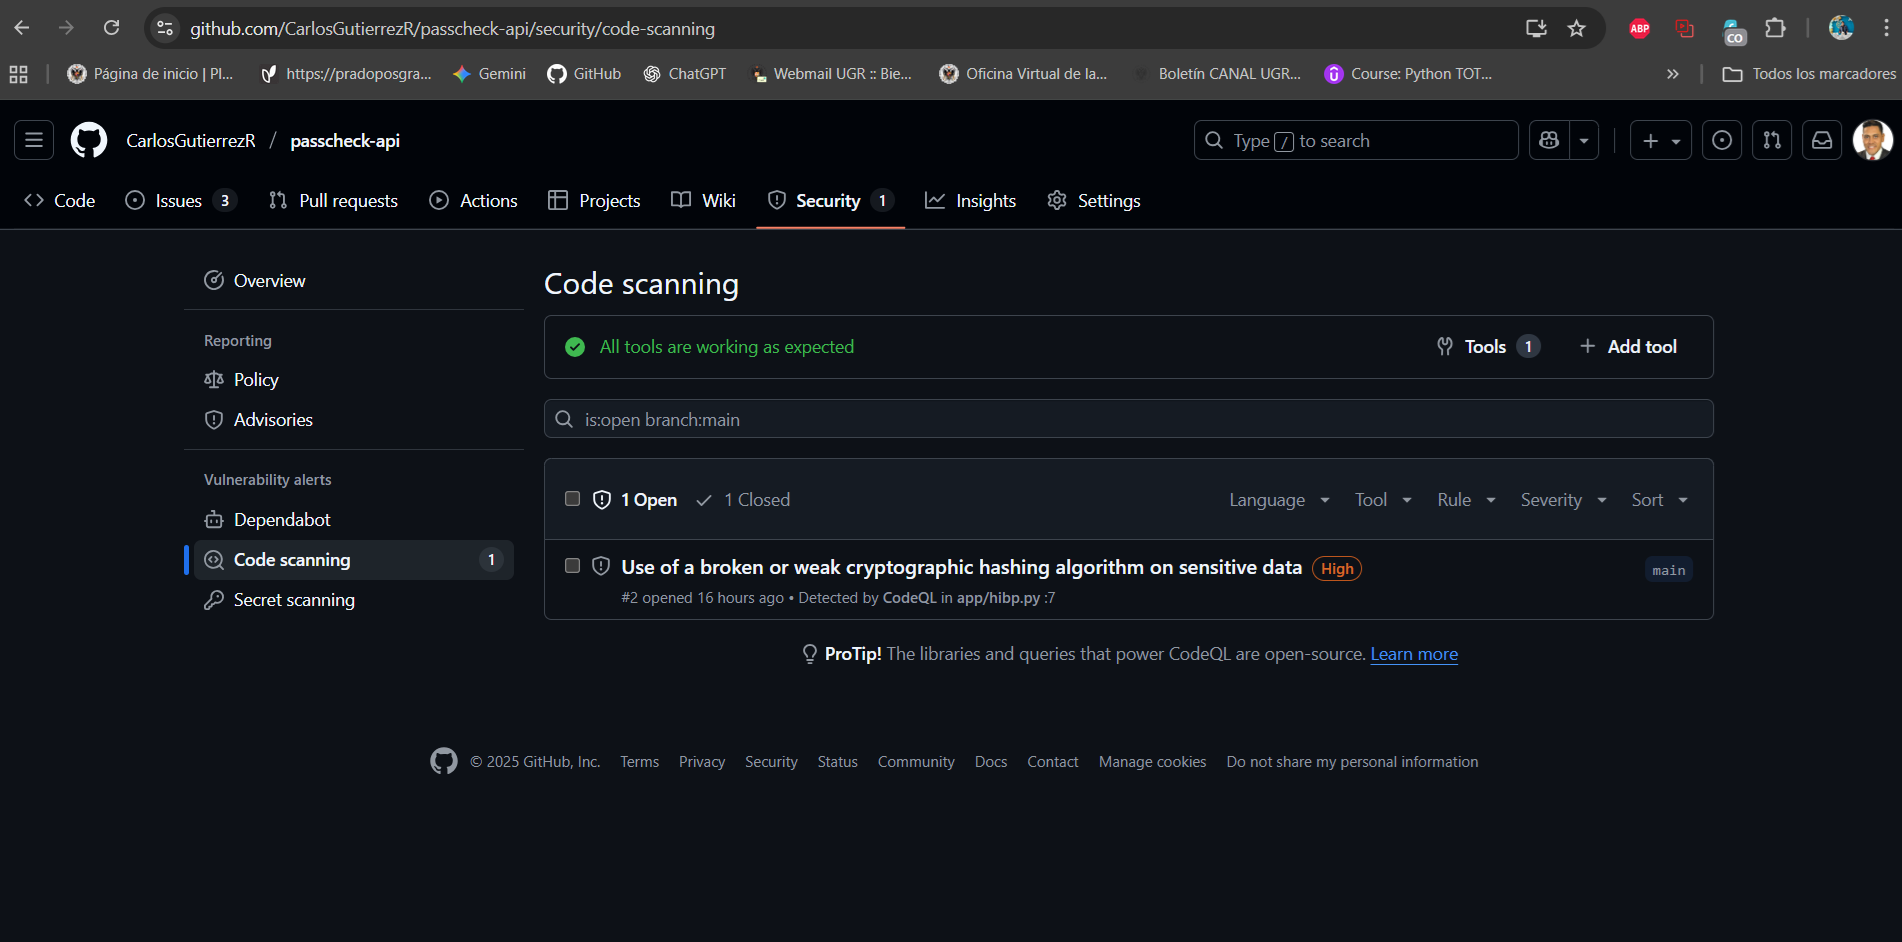 github.com/CarlosGutierrezR/passcheck-api/security/code-scanning
ABP
CO
Página de inicio | Pl...
https://pradoposgra...
Gemini
GitHub
ChatGPT
Webmail UGR :: Bie...
Oficina Virtual de la...
Boletín CANAL UGR...
Course: Python TOT...
»
Todos los marcadores
CarlosGutierrezR / passcheck-api
Type / to search
Code
Issues 3
Pull requests
Actions
Projects
Wiki
Security 1
Insights
Settings
Overview
Reporting
Policy
Advisories
Vulnerability alerts
Dependabot
Code scanning 1
Secret scanning
Code scanning
All tools are working as expected
Tools 1
Add tool
is:open branch:main
1 Open
1 Closed
Language
Tool
Rule
Severity
Sort
Use of a broken or weak cryptographic hashing algorithm on sensitive data High
main
#2 opened 16 hours ago • Detected by CodeQL in app/hibp.py :7
ProTip! The libraries and queries that power CodeQL are open-source. Learn more
© 2025 GitHub, Inc. Terms Privacy Security Status Community Docs Contact Manage cookies Do not share my personal information